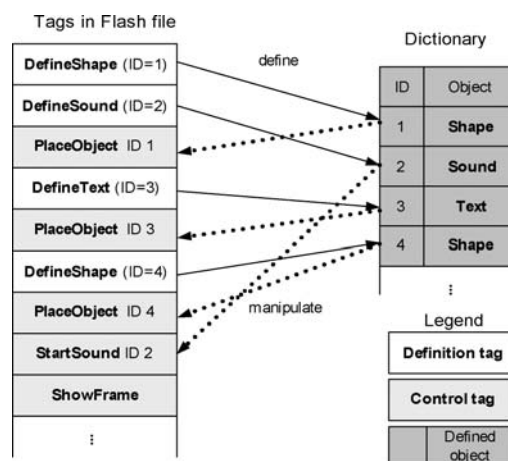 Tags in Flash file
DefineShape (ID=1)
DefineSound (ID=2)
PlaceObject ID 1
DefineText (ID=3)
PlaceObject ID 3
DefineShape (ID=4)
PlaceObject ID 4
StartSound ID 2
ShowFrame
⋮
define
manipulate
Dictionary
ID Object
1 Shape
2 Sound
3 Text
4 Shape
⋮
Legend
Definition tag
Control tag
Defined
object